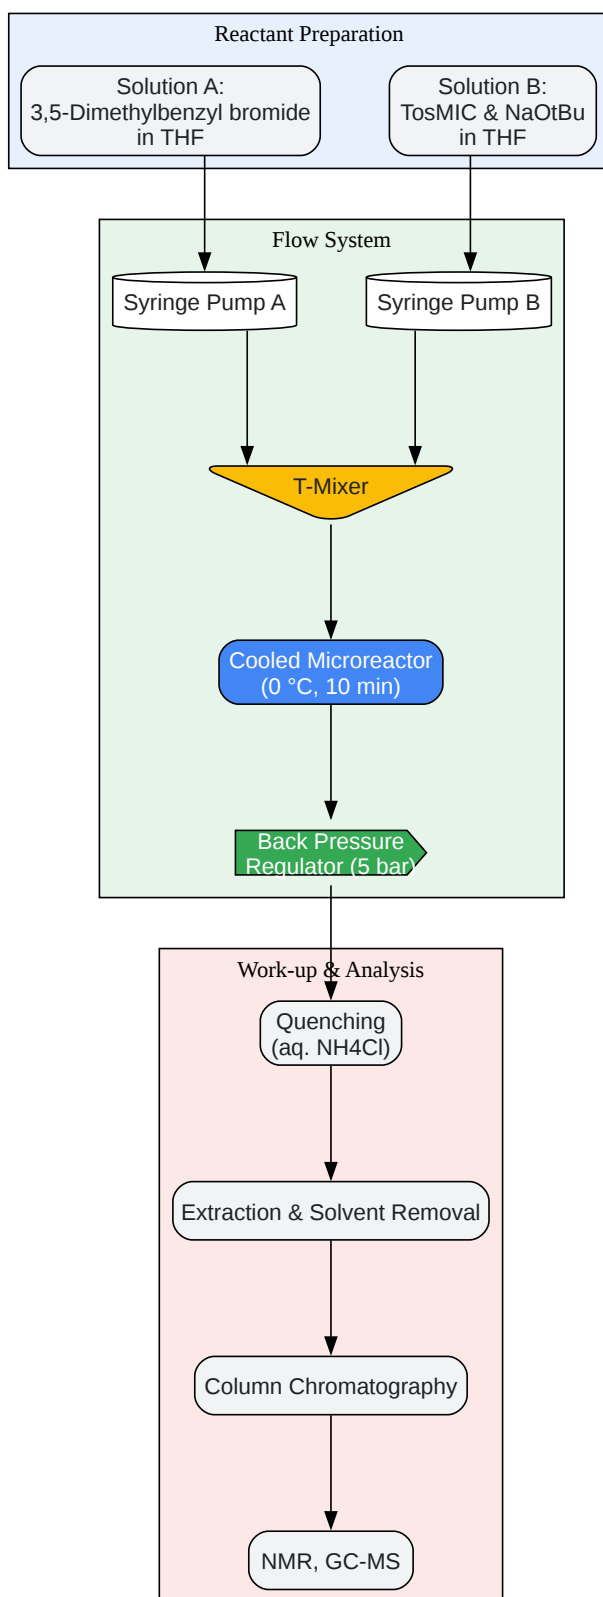 Reactant Preparation
Solution A:
3,5-Dimethylbenzyl bromide
in THF
Solution B:
TosMIC & NaOtBu
in THF
Flow System
Syringe Pump A
Syringe Pump B
T-Mixer
Cooled Microreactor
(0 °C, 10 min)
Back Pressure
Regulator (5 bar)
Work-up & Analysis
Quenching
(aq. NH4Cl)
Extraction & Solvent Removal
Column Chromatography
NMR, GC-MS